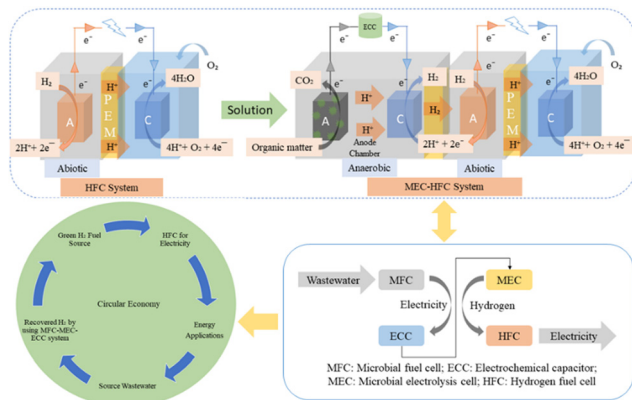 e⁻
e⁻
e⁻
e⁻
H₂
H⁺
4H₂O
O₂
A
PEM
C
2H⁺+ 2e⁻
H⁺
4H⁺+ O₂ + 4e⁻
Abiotic
HFC System
Solution
ECC
e⁻
e⁻
e⁻
e⁻
CO₂
H⁺
H₂
A
C
H⁺
Organic matter
Anode
Chamber
2H⁺ + 2e⁻
Anaerobic
H₂
e⁻
e⁻
e⁻
e⁻
H₂
H⁺
4H₂O
O₂
A
PEM
C
H⁺
4H⁺+ O₂ + 4e⁻
Abiotic
MEC-HFC System
Green H₂ Fuel
Source
HFC for
Electricity
Circular Economy
Energy
Applications
Source Wastewater
Recovered H₂ by
using MFC-MEC-
ECC system
Wastewater
MFC
MEC
Electricity
Hydrogen
ECC
HFC
Electricity
MFC: Microbial fuel cell; ECC: Electrochemical capacitor;
MEC: Microbial electrolysis cell; HFC: Hydrogen fuel cell